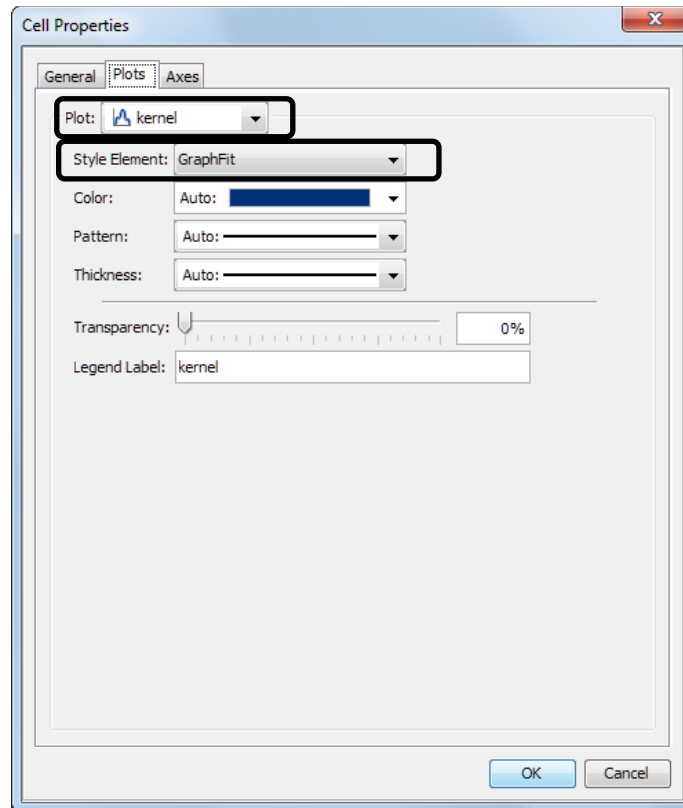 Cell Properties
General Plots Axes
Plot: kernel
Style Element: GraphFit
Color: Auto:
Pattern: Auto:
Thickness: Auto:
Transparency: 0%
Legend Label: kernel
OK Cancel